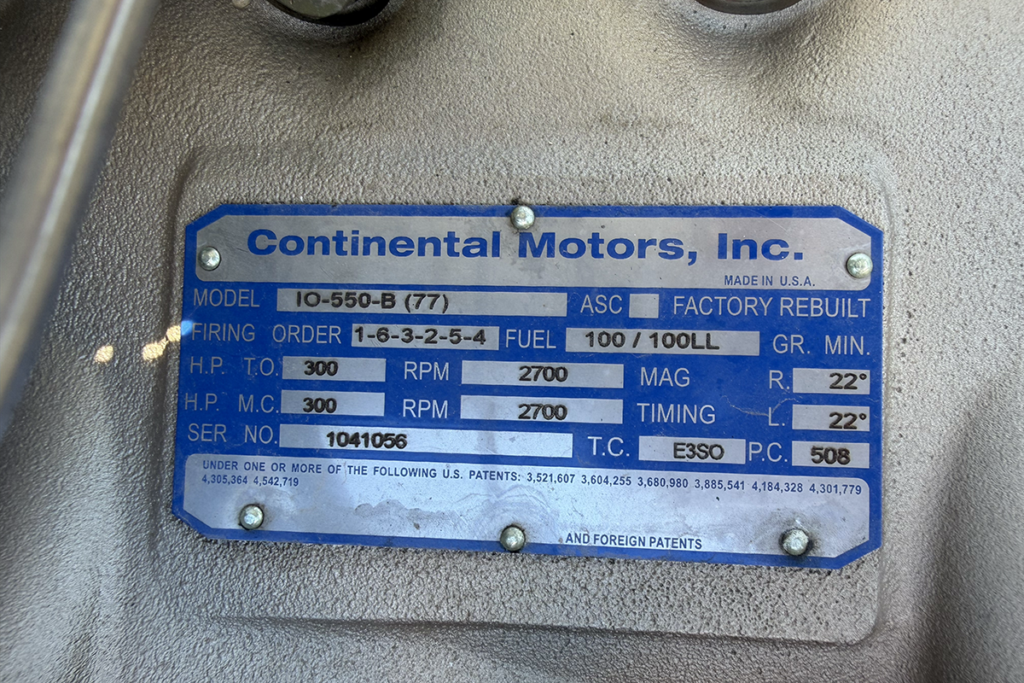 Continental Motors, Inc.
MADE IN U.S.A.
MODEL IO-550-B (77) ASC FACTORY REBUILT
FIRING ORDER 1-6-3-2-5-4 FUEL 100 / 100LL GR. MIN.
H.P. T.O. 300 RPM 2700 MAG R. 22°
H.P. M.C. 300 RPM 2700 TIMING L. 22°
SER NO. 1041056 T.C. E3SO P.C. 508
UNDER ONE OR MORE OF THE FOLLOWING U.S. PATENTS: 3,521,607 3,604,255 3,680,980 3,885,541 4,184,328 4,301,779
4,305,364 4,542,719
AND FOREIGN PATENTS